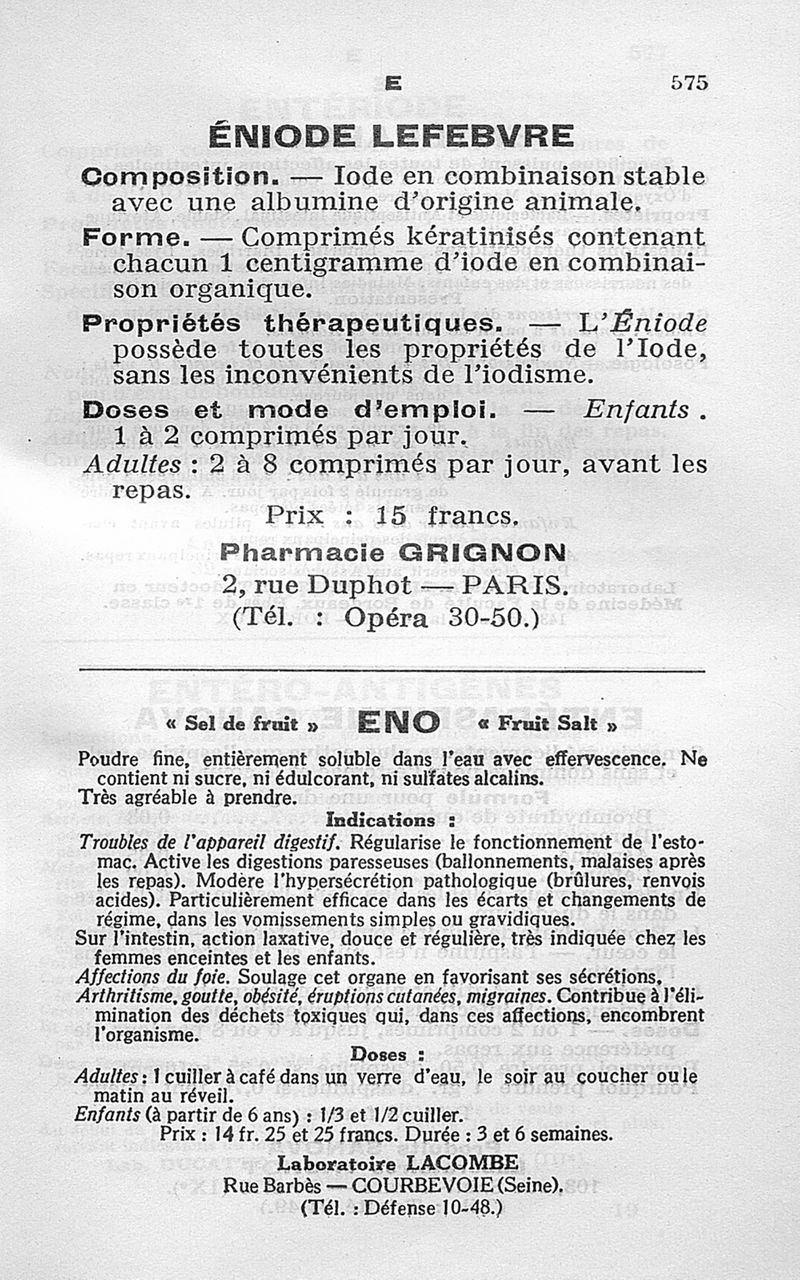 E 575
ÉNIODE LEFEBVRE
Composition. — Iode en combinaison stable
avec une albumine d'origine animale.
Forme. — Comprimés kératinisés contenant
chacun 1 centigramme d'iode en combinai-
son organique.
Propriétés thérapeutiques. — L'Éniode
possède toutes les propriétés de l'Iode,
sans les inconvénients de l'iodisme.
Doses et mode d'emploi. — Enfants .
1 à 2 comprimés par jour.
Adultes : 2 à 8 comprimés par jour, avant les
repas.
Prix : 15 francs.
Pharmacie GRIGNON
2, rue Duphot — PARIS.
(Tél. : Opéra 30-50.)
« Sel de fruit » ENO « Fruit Salt »
Poudre fine, entièrement soluble dans l'eau avec effervescence. Ne
contient ni sucre, ni édulcorant, ni sulfates alcalins.
Très agréable à prendre.
Indications :
Troubles de l'appareil digestif. Régularise le fonctionnement de l'esto-
mac. Active les digestions paresseuses (ballonnements, malaises après
les repas). Modère l'hypersécrétion pathologique (brûlures, renvois
acides). Particulièrement efficace dans les écarts et changements de
régime, dans les vomissements simples ou gravidiques.
Sur l'intestin, action laxative, douce et régulière, très indiquée chez les
femmes enceintes et les enfants.
Affections du foie. Soulage cet organe en favorisant ses sécrétions.
Arthritisme, goutte, obésité, éruptions cutanées, migraines. Contribue à l'éli-
mination des déchets toxiques qui, dans ces affections, encombrent
l'organisme.
Doses :
Adultes : 1 cuiller à café dans un verre d'eau, le soir au coucher ou le
matin au réveil.
Enfants (à partir de 6 ans) : 1/3 et 1/2 cuiller.
Prix : 14 fr. 25 et 25 francs. Durée : 3 et 6 semaines.
Laboratoire LACOMBE
Rue Barbès — COURBEVOIE (Seine).
(Tél. : Défense 10-48.)